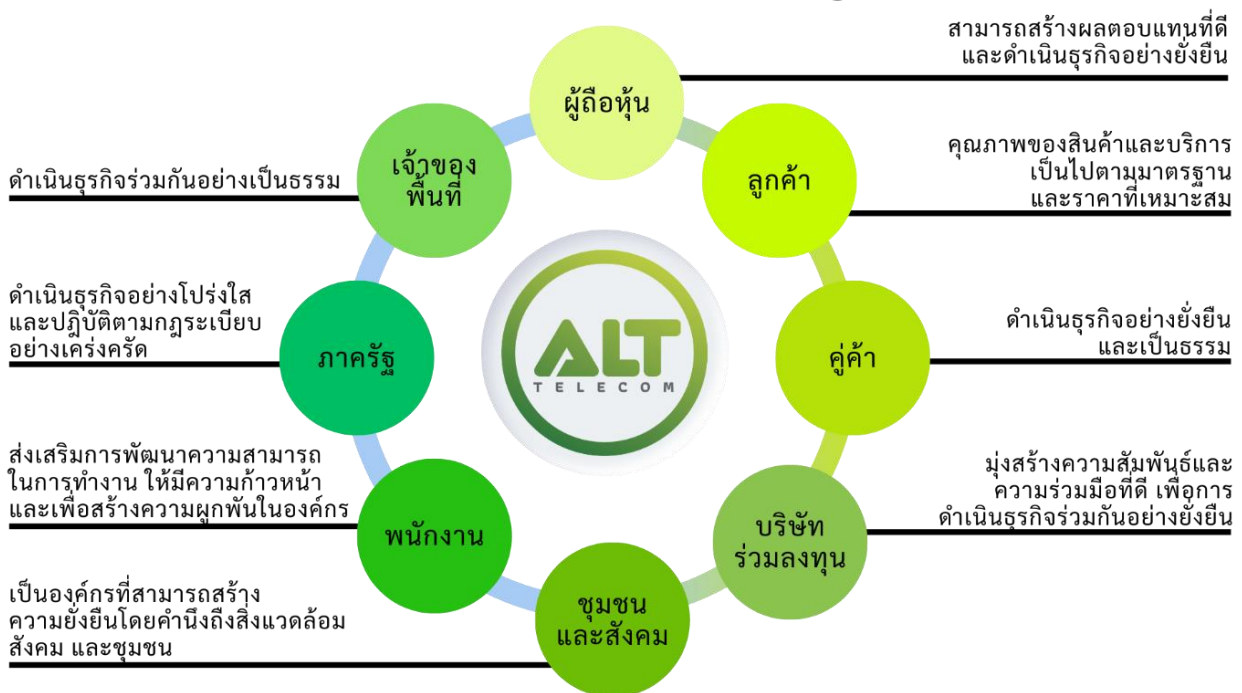 สามารถสร้างผลตอบแทนที่ดี
และดำเนินธุรกิจอย่างยั่งยืน
ผู้ถือหุ้น
ลูกค้า
คุณภาพของสินค้าและบริการ
เป็นไปตามมาตรฐาน
และราคาที่เหมาะสม
คู่ค้า
ดำเนินธุรกิจอย่างยั่งยืน
และเป็นธรรม
บริษัท
ร่วมลงทุน
มุ่งสร้างความสัมพันธ์และ
ความร่วมมือที่ดี เพื่อการ
ดำเนินธุรกิจร่วมกันอย่างยั่งยืน
ชุมชน
และสังคม
เป็นองค์กรที่สามารถสร้าง
ความยั่งยืนโดยคำนึงถึงสิ่งแวดล้อม
สังคม และชุมชน
พนักงาน
ส่งเสริมการพัฒนาความสามารถ
ในการทำงาน ให้มีความก้าวหน้า
และเพื่อสร้างความผูกพันในองค์กร
ภาครัฐ
ดำเนินธุรกิจอย่างโปร่งใส
และปฎิบัติตามกฎระเบียบ
อย่างเคร่งครัด
เจ้าของ
พื้นที่
ดำเนินธุรกิจร่วมกันอย่างเป็นธรรม
ALT
TELECOM